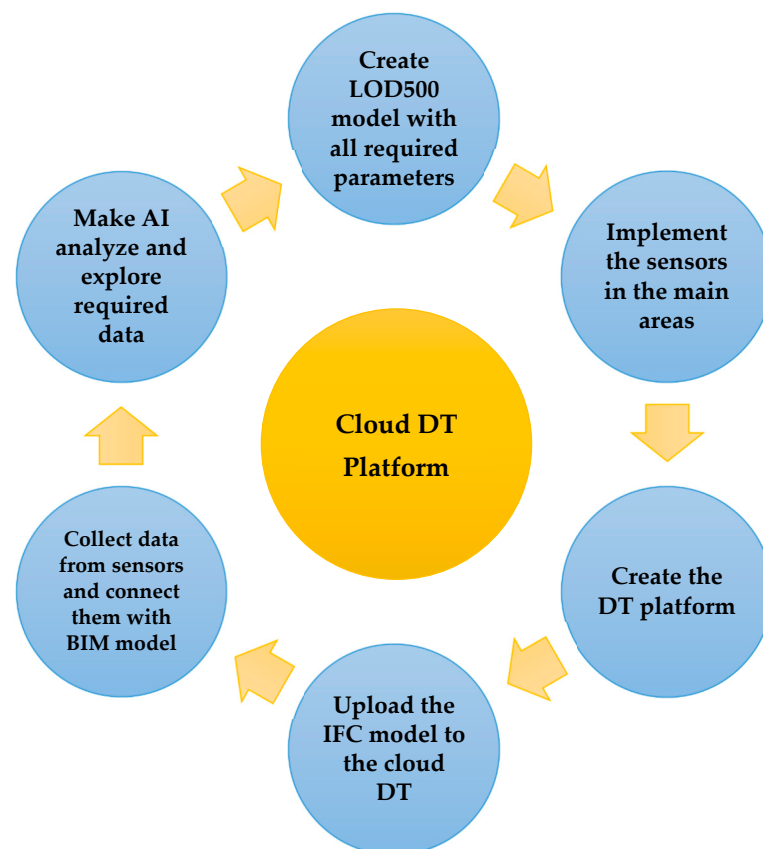 Create
LOD500
model with
all required
parameters
Implement
the sensors
in the main
areas
Create the
DT platform
Upload the
IFC model to
the cloud
DT
Collect data
from sensors
and connect
them with
BIM model
Make AI
analyze and
explore
required
data
Cloud DT
Platform